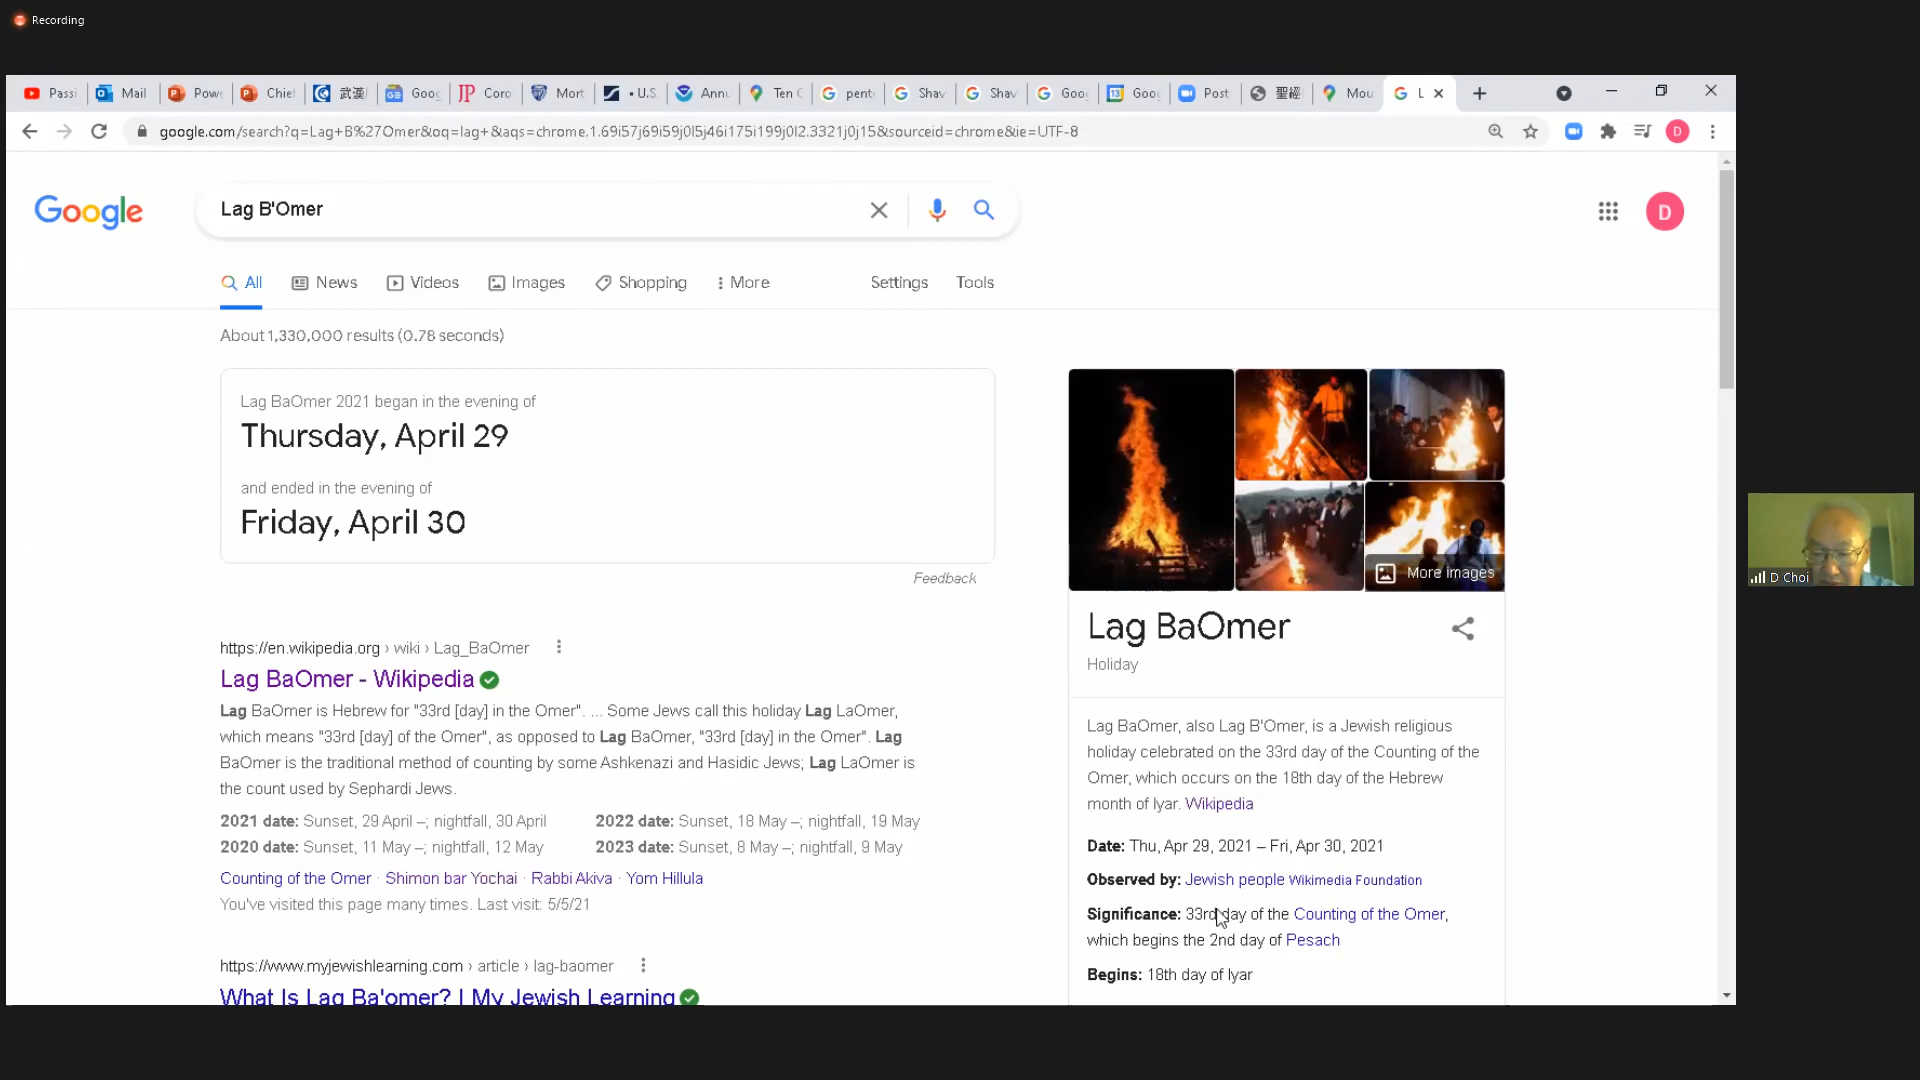 Recording
Passi
Mail
Powe
Chief
武漢
Goog
JP Coro
Mort
• U.S
Annu
Ten C
pent
Shav
Shav
Goog
13 Goog
Post
聖經
Mou
L
google.com/search?q=Lag+B%27Omer&oq=lag+&aqs=chrome.1.69i57j69i59j0l5j46i175i199j0l2.3321j0j15&sourceid=chrome&ie=UTF-8
D
Google
Lag B'Omer
D
All
News
Videos
Images
Shopping
More
Settings
Tools
About 1,330,000 results (0.78 seconds)
Lag BaOmer 2021 began in the evening of
Thursday, April 29
and ended in the evening of
Friday, April 30
Feedback
https://en.wikipedia.org › wiki › Lag_BaOmer
Lag BaOmer - Wikipedia
Lag BaOmer is Hebrew for "33rd [day] in the Omer". ... Some Jews call this holiday Lag LaOmer,
which means "33rd [day] of the Omer", as opposed to Lag BaOmer, "33rd [day] in the Omer". Lag
BaOmer is the traditional method of counting by some Ashkenazi and Hasidic Jews; Lag LaOmer is
the count used by Sephardi Jews.
2021 date: Sunset, 29 April –; nightfall, 30 April
2022 date: Sunset, 18 May –; nightfall, 19 May
2020 date: Sunset, 11 May –; nightfall, 12 May
2023 date: Sunset, 8 May –; nightfall, 9 May
Counting of the Omer · Shimon bar Yochai · Rabbi Akiva · Yom Hillula
You've visited this page many times. Last visit: 5/5/21
https://www.myjewishlearning.com › article › lag-baomer
What Is Lag Ba'omer? | My Jewish Learning
More images
Lag BaOmer
Holiday
Lag BaOmer, also Lag B'Omer, is a Jewish religious
holiday celebrated on the 33rd day of the Counting of the
Omer, which occurs on the 18th day of the Hebrew
month of Iyar. Wikipedia
Date: Thu, Apr 29, 2021 – Fri, Apr 30, 2021
Observed by: Jewish people Wikimedia Foundation
Significance: 33rd day of the Counting of the Omer,
which begins the 2nd day of Pesach
Begins: 18th day of Iyar
D Choi